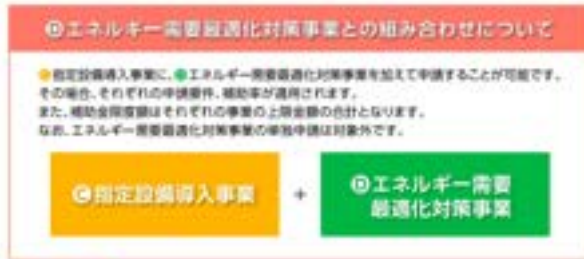 Ⓓエネルギー需要最適化対策事業との組み合わせについて
Ⓒ指定設備導入事業に、Ⓓエネルギー需要最適化対策事業を加えて申請することが可能です。
その場合、それぞれの申請要件、補助率が適用されます。
また、補助金限度額はそれぞれの事業の上限金額の合計となります。
なお、エネルギー需要最適化対策事業の単独申請は対象外です。
Ⓒ指定設備導入事業
+
Ⓓエネルギー需要
最適化対策事業